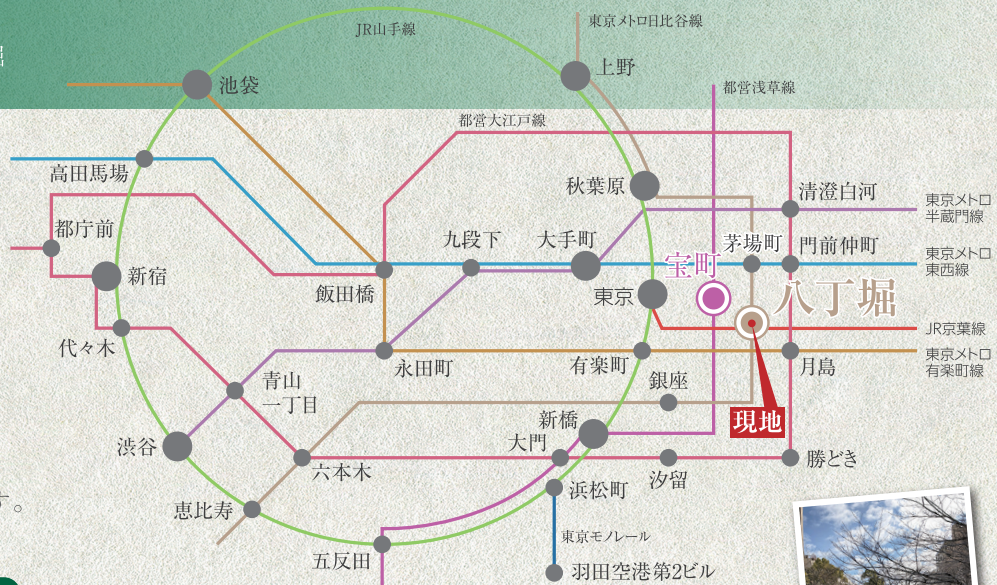 JR山手線
東京メトロ日比谷線
上野
池袋
都営浅草線
都営大江戸線
高田馬場
秋葉原
清澄白河
東京メトロ
半蔵門線
都庁前
九段下
大手町
茅場町
門前仲町
東京メトロ
東西線
新宿
飯田橋
宝町
東京
八丁堀
JR京葉線
代々木
永田町
有楽町
月島
東京メトロ
有楽町線
青山
一丁目
銀座
現地
新橋
渋谷
大門
六本木
汐留
勝どき
浜松町
恵比寿
す。
東京モノレール
五反田
羽田空港第2ビル